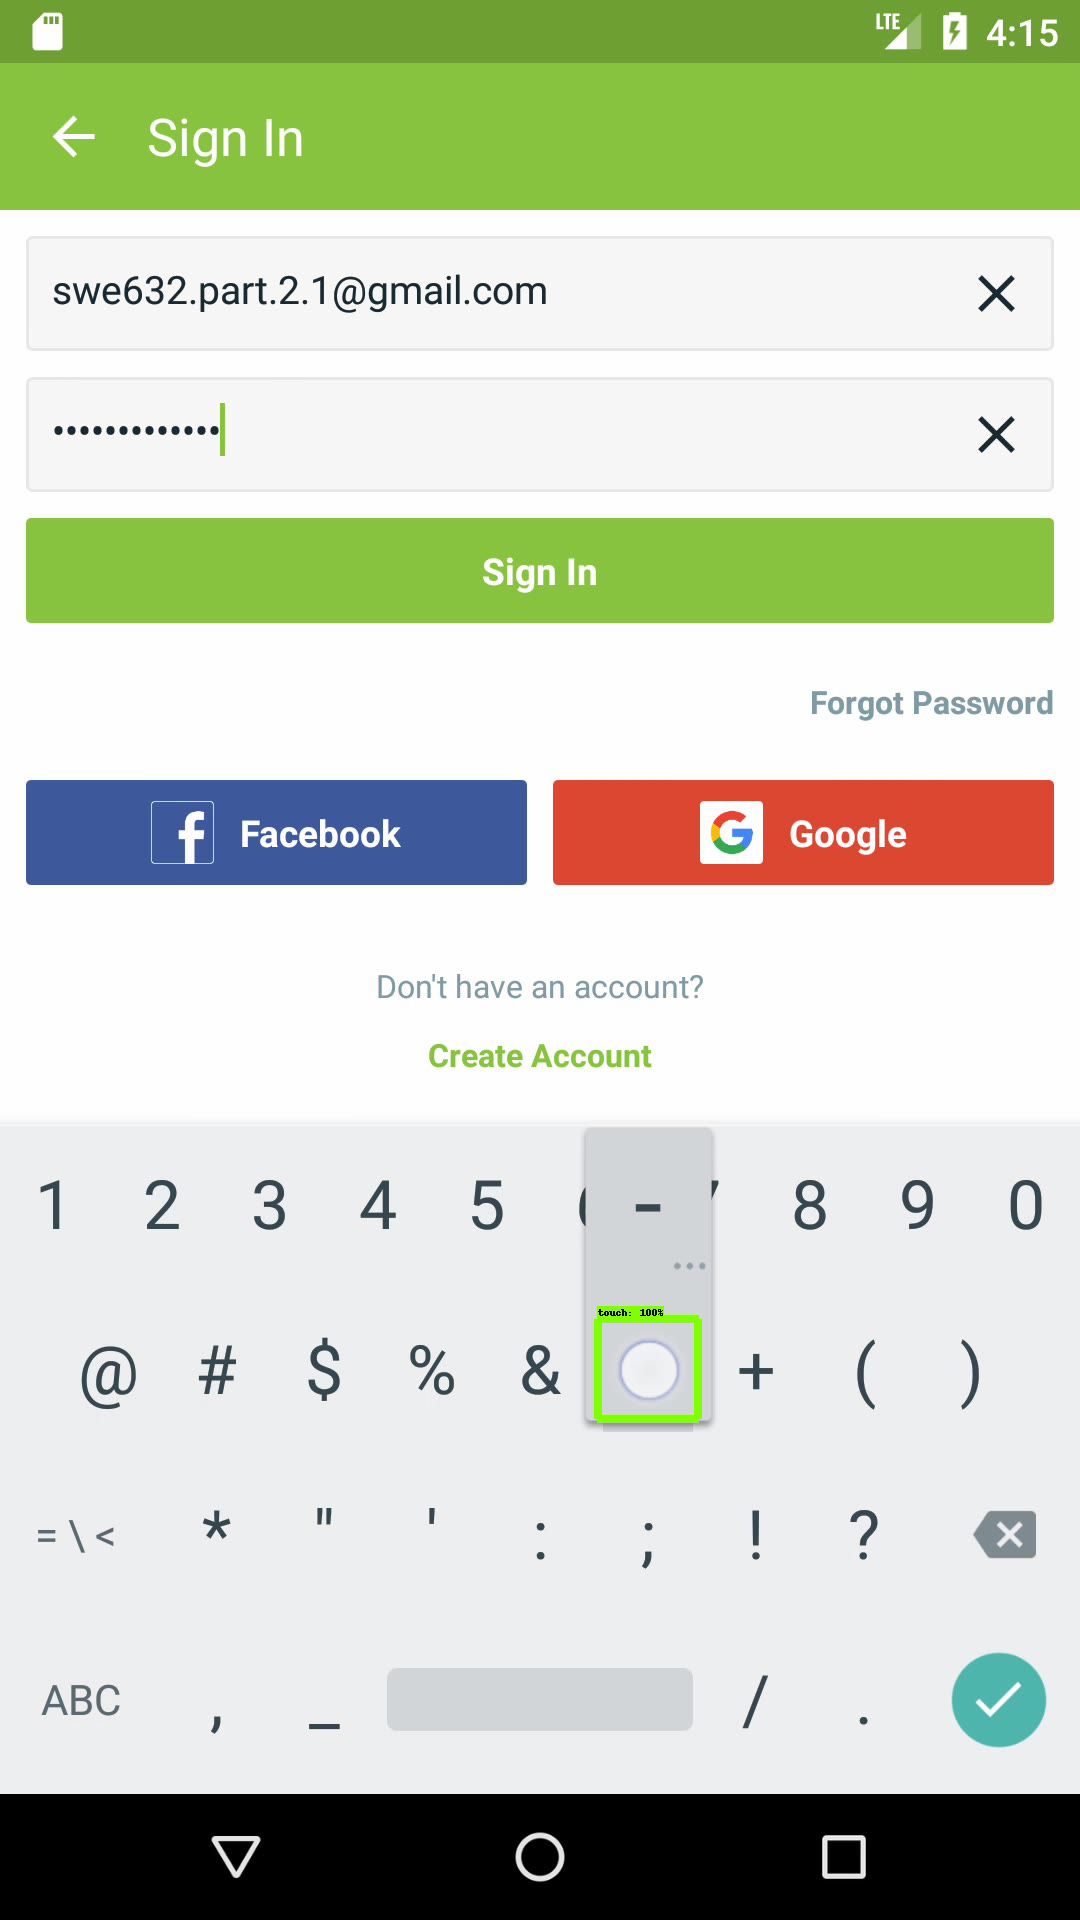 LTE 4:15
Sign In
swe632.part.2.1@gmail.com
•••••••••••••
Sign In
Forgot Password
Facebook
Google
Don't have an account?
Create Account
1 2 3 4 5 - 8 9 0
...
touch: 100%
@ # $ % & + ( )
= \ < * " ' : ; ! ?
ABC , _ / .